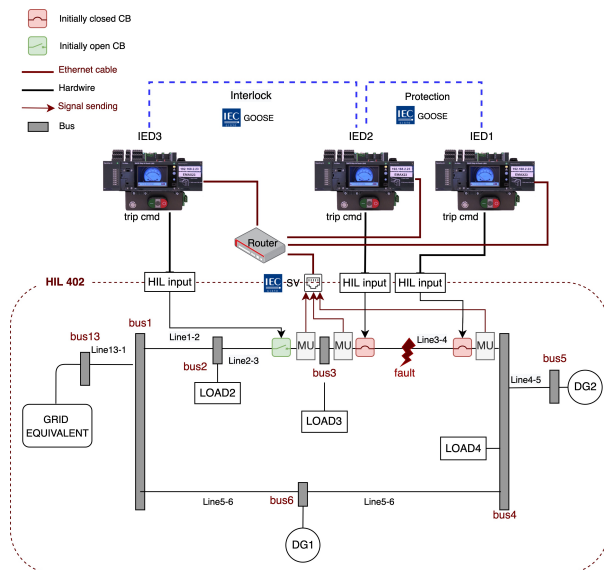 Initially closed CB
Initially open CB
Ethernet cable
Hardwire
Signal sending
Bus
Interlock
IEC GOOSE
Protection
IEC GOOSE
IED3
IED2
IED1
trip cmd
trip cmd
trip cmd
Router
HIL 402
HIL input
IEC SV
HIL input
HIL input
bus13
bus1
Line1-2
Line13-1
bus2
Line2-3
MU
MU
bus3
fault
Line3-4
MU
bus5
Line4-5
DG2
LOAD2
LOAD3
LOAD4
GRID
EQUIVALENT
Line5-6
bus6
Line5-6
bus4
DG1